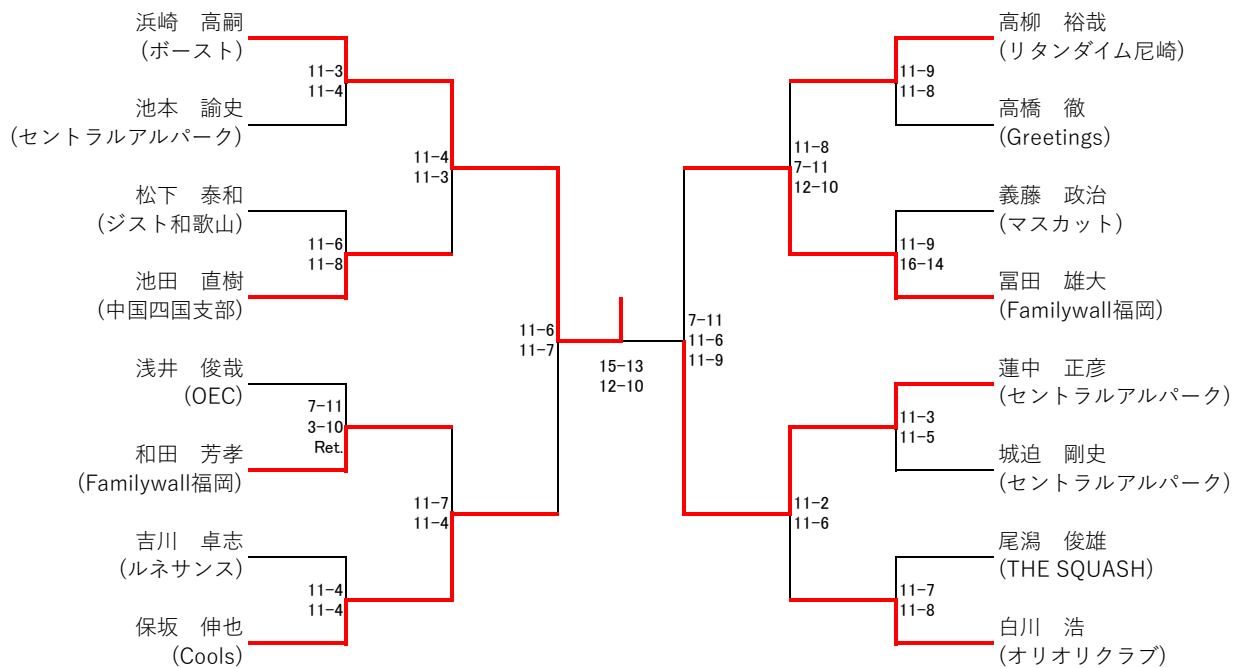 浜崎　高嗣
(ボースト)
11-3
11-4
池本　諭史
(セントラルアルパーク)
11-4
11-3
松下　泰和
(ジスト和歌山)
11-6
11-8
池田　直樹
(中国四国支部)
11-6
11-7
浅井　俊哉
(OEC)
7-11
3-10
Ret.
和田　芳孝
(Familywall福岡)
11-7
11-4
吉川　卓志
(ルネサンス)
11-4
11-4
保坂　伸也
(Cools)
15-13
12-10
高柳　裕哉
(リタンダイム尼崎)
11-9
11-8
高橋　徹
(Greetings)
11-8
7-11
12-10
義藤　政治
(マスカット)
11-9
16-14
冨田　雄大
(Familywall福岡)
7-11
11-6
11-9
蓮中　正彦
(セントラルアルパーク)
11-3
11-5
城迫　剛史
(セントラルアルパーク)
11-2
11-6
尾潟　俊雄
(THE SQUASH)
11-7
11-8
白川　浩
(オリオリクラブ)